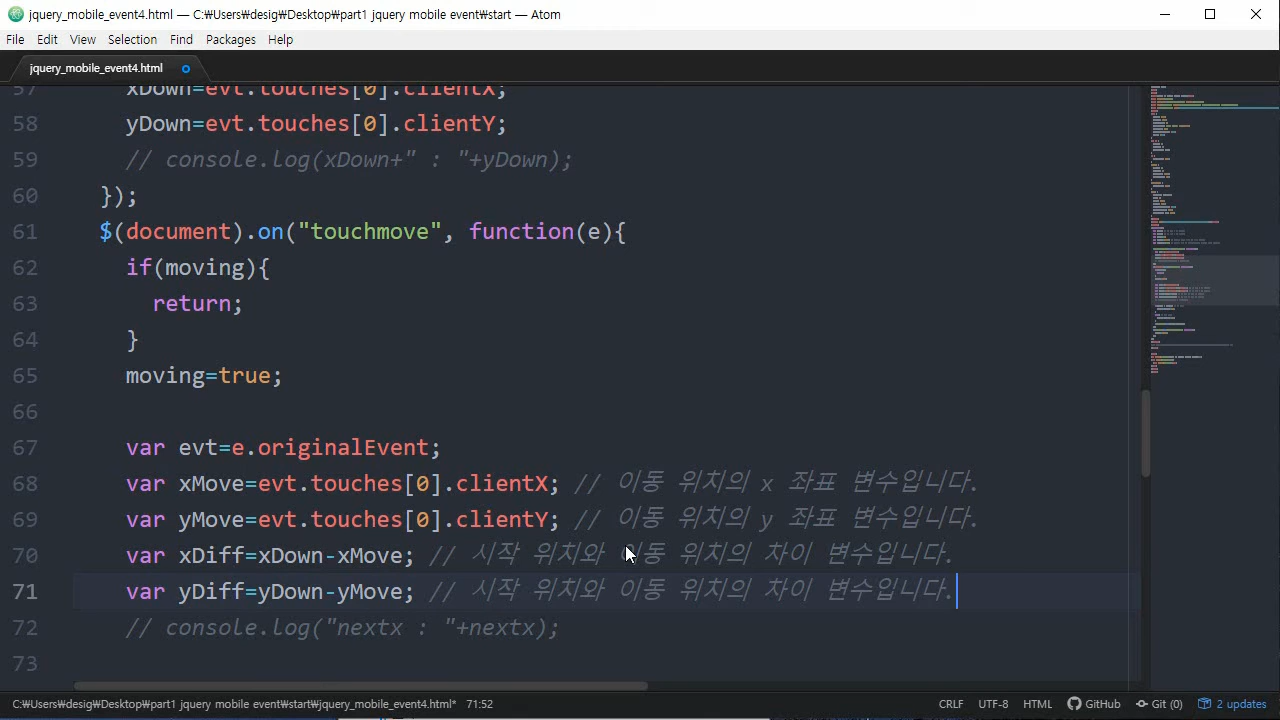 jquery_mobile_event4.html — C:₩Users₩desig₩Desktop₩part1 jquery mobile event₩start — Atom
File Edit View Selection Find Packages Help
jquery_mobile_event4.html
57 xDown=evt.touches[0].clientX;
58 yDown=evt.touches[0].clientY;
59 // console.log(xDown+" : "+yDown);
60 });
61 $(document).on("touchmove", function(e){
62 if(moving){
63 return;
64 }
65 moving=true;
66
67 var evt=e.originalEvent;
68 var xMove=evt.touches[0].clientX; // 이동 위치의 x 좌표 변수입니다.
69 var yMove=evt.touches[0].clientY; // 이동 위치의 y 좌표 변수입니다.
70 var xDiff=xDown-xMove; // 시작 위치와 이동 위치의 차이 변수입니다.
71 var yDiff=yDown-yMove; // 시작 위치와 이동 위치의 차이 변수입니다.
72 // console.log("nextx : "+nextx);
73
C:₩Users₩desig₩Desktop₩part1 jquery mobile event₩start₩jquery_mobile_event4.html* 71:52 CRLF UTF-8 HTML GitHub Git (0) 2 updates